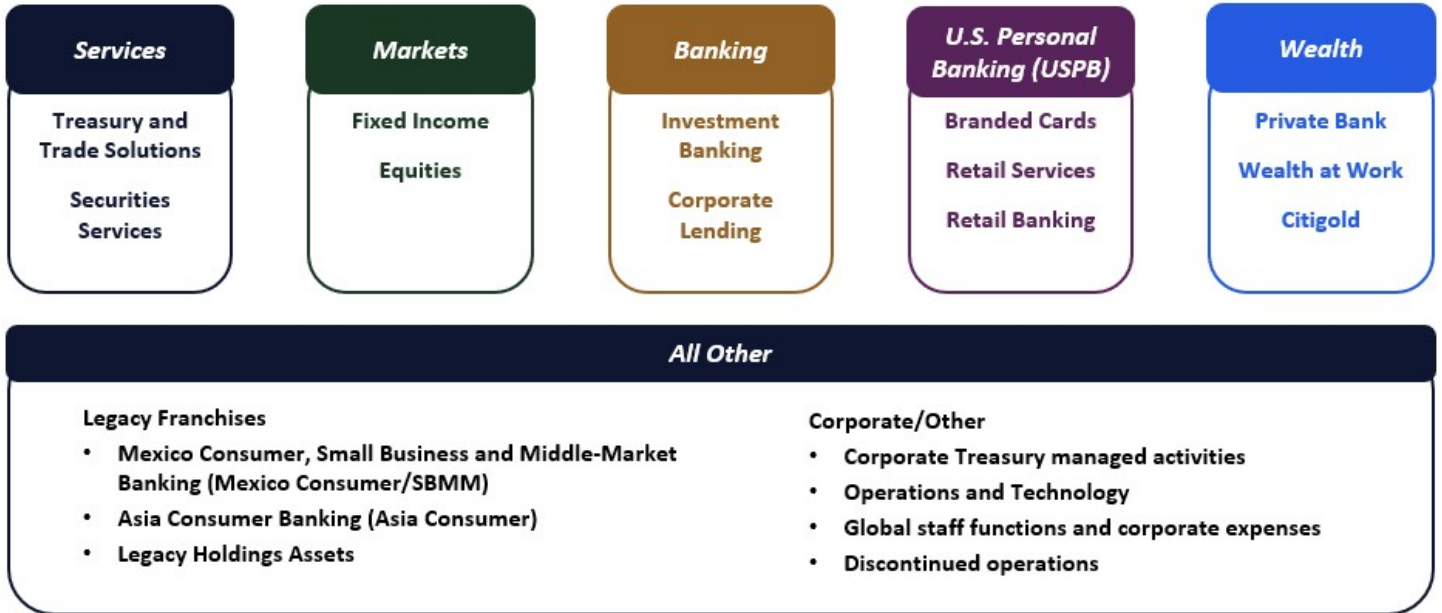 Services
Treasury and
Trade Solutions
Securities
Services
Markets
Fixed Income
Equities
Banking
Investment
Banking
Corporate
Lending
U.S. Personal
Banking (USPB)
Branded Cards
Retail Services
Retail Banking
Wealth
Private Bank
Wealth at Work
Citigold
All Other
Legacy Franchises
• Mexico Consumer, Small Business and Middle-Market
Banking (Mexico Consumer/SBMM)
• Asia Consumer Banking (Asia Consumer)
• Legacy Holdings Assets
Corporate/Other
• Corporate Treasury managed activities
• Operations and Technology
• Global staff functions and corporate expenses
• Discontinued operations